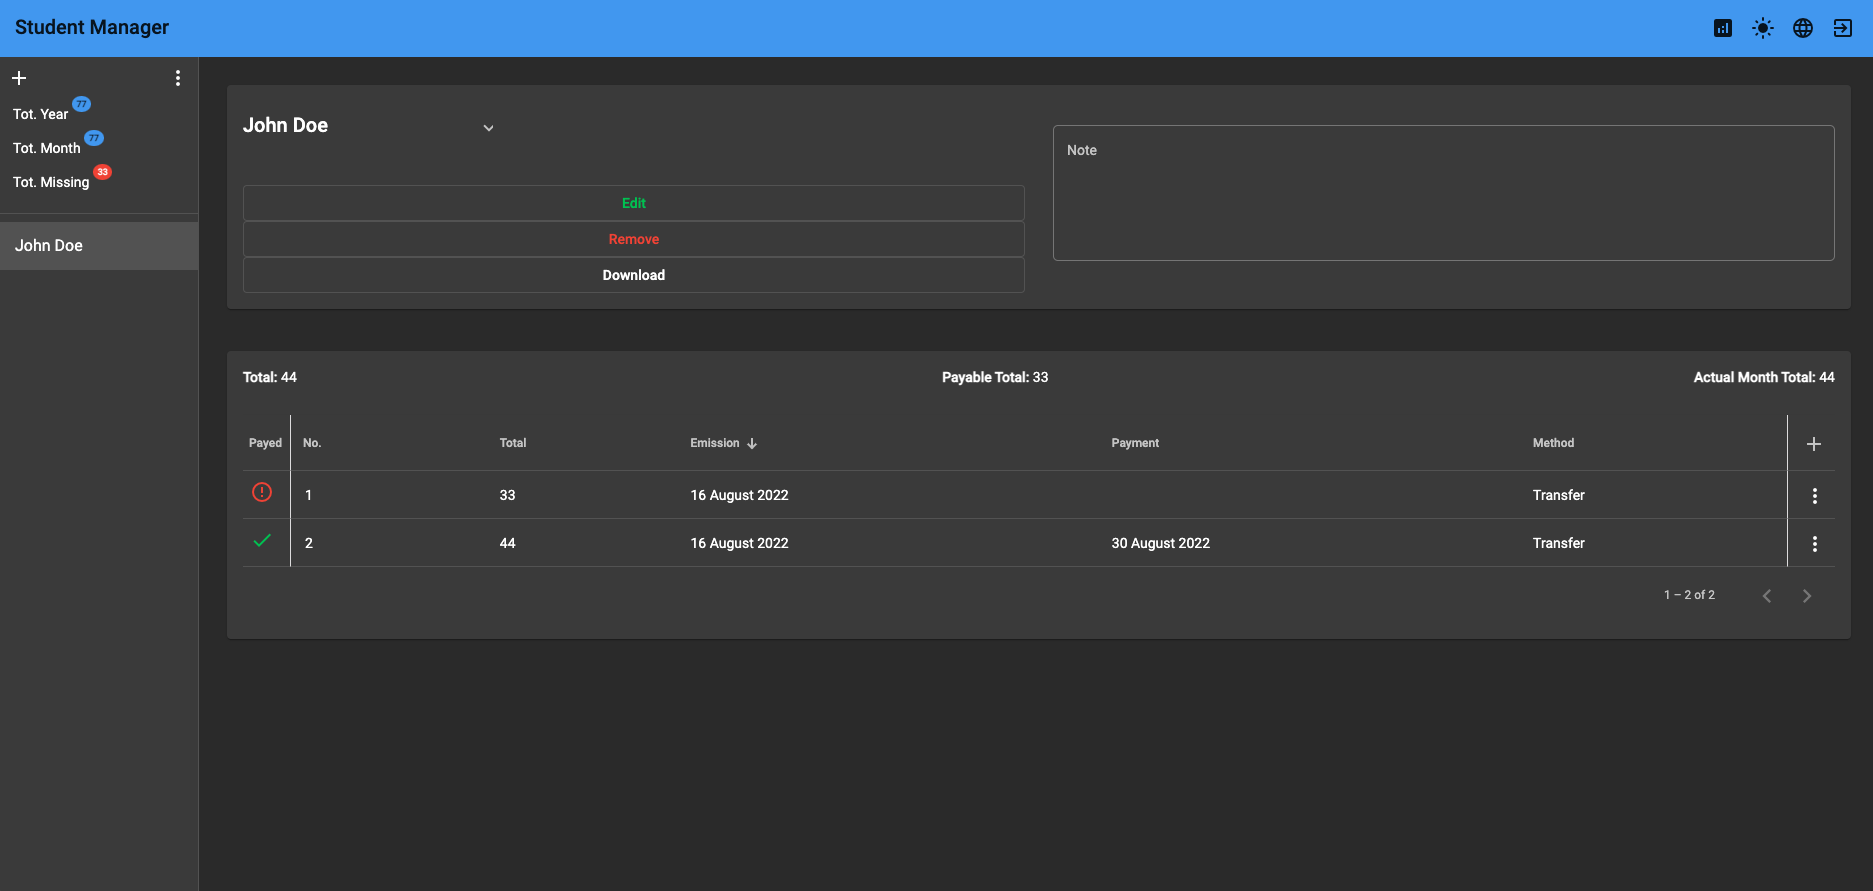 Student Manager
Tot. Year 77
Tot. Month 77
Tot. Missing 33
John Doe
John Doe
Note
Edit
Remove
Download
Total: 44 Payable Total: 33 Actual Month Total: 44
Payed No. Total Emission Payment Method
1 33 16 August 2022 Transfer
2 44 16 August 2022 30 August 2022 Transfer
1 – 2 of 2